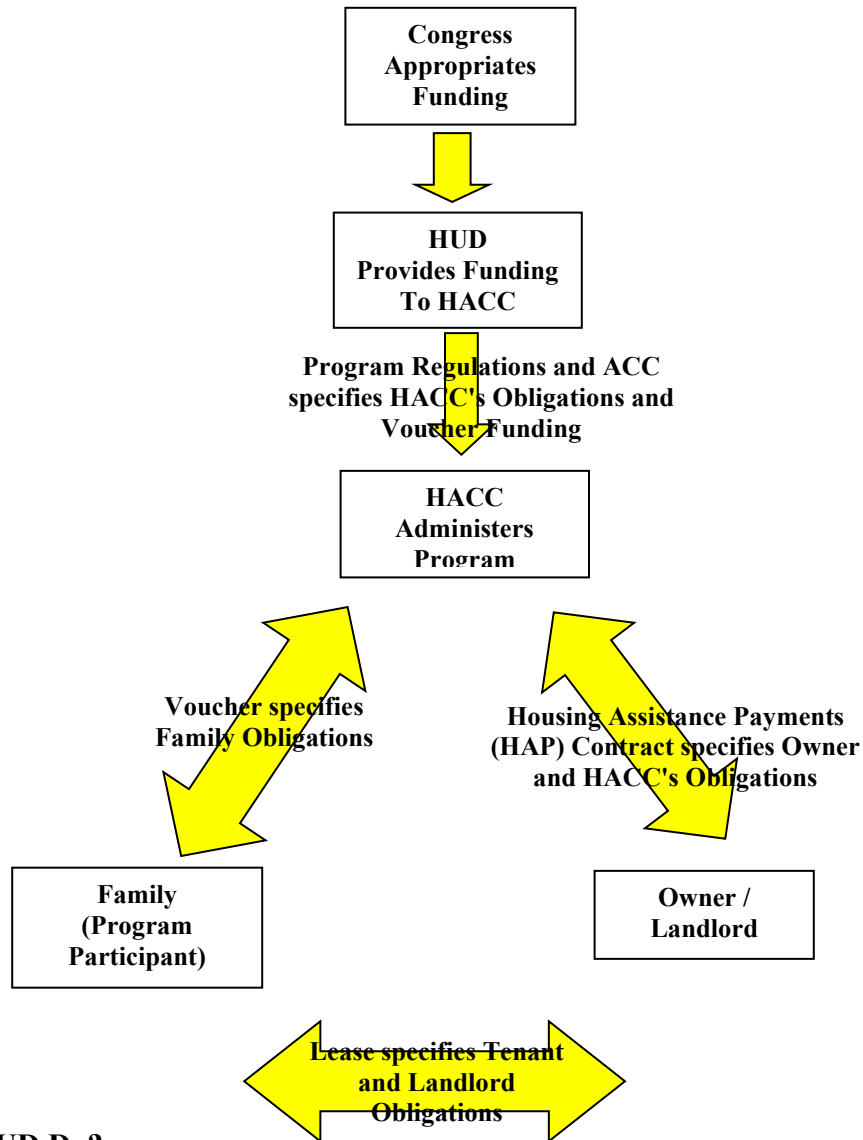 Congress
Appropriates
Funding
HUD
Provides Funding
To HACC
Program Regulations and ACC
specifies HACC's Obligations and
Voucher Funding
HACC
Administers
Program
Voucher specifies
Family Obligations
Housing Assistance Payments
(HAP) Contract specifies Owner
and HACC's Obligations
Family
(Program
Participant)
Owner /
Landlord
Lease specifies Tenant
and Landlord
Obligations